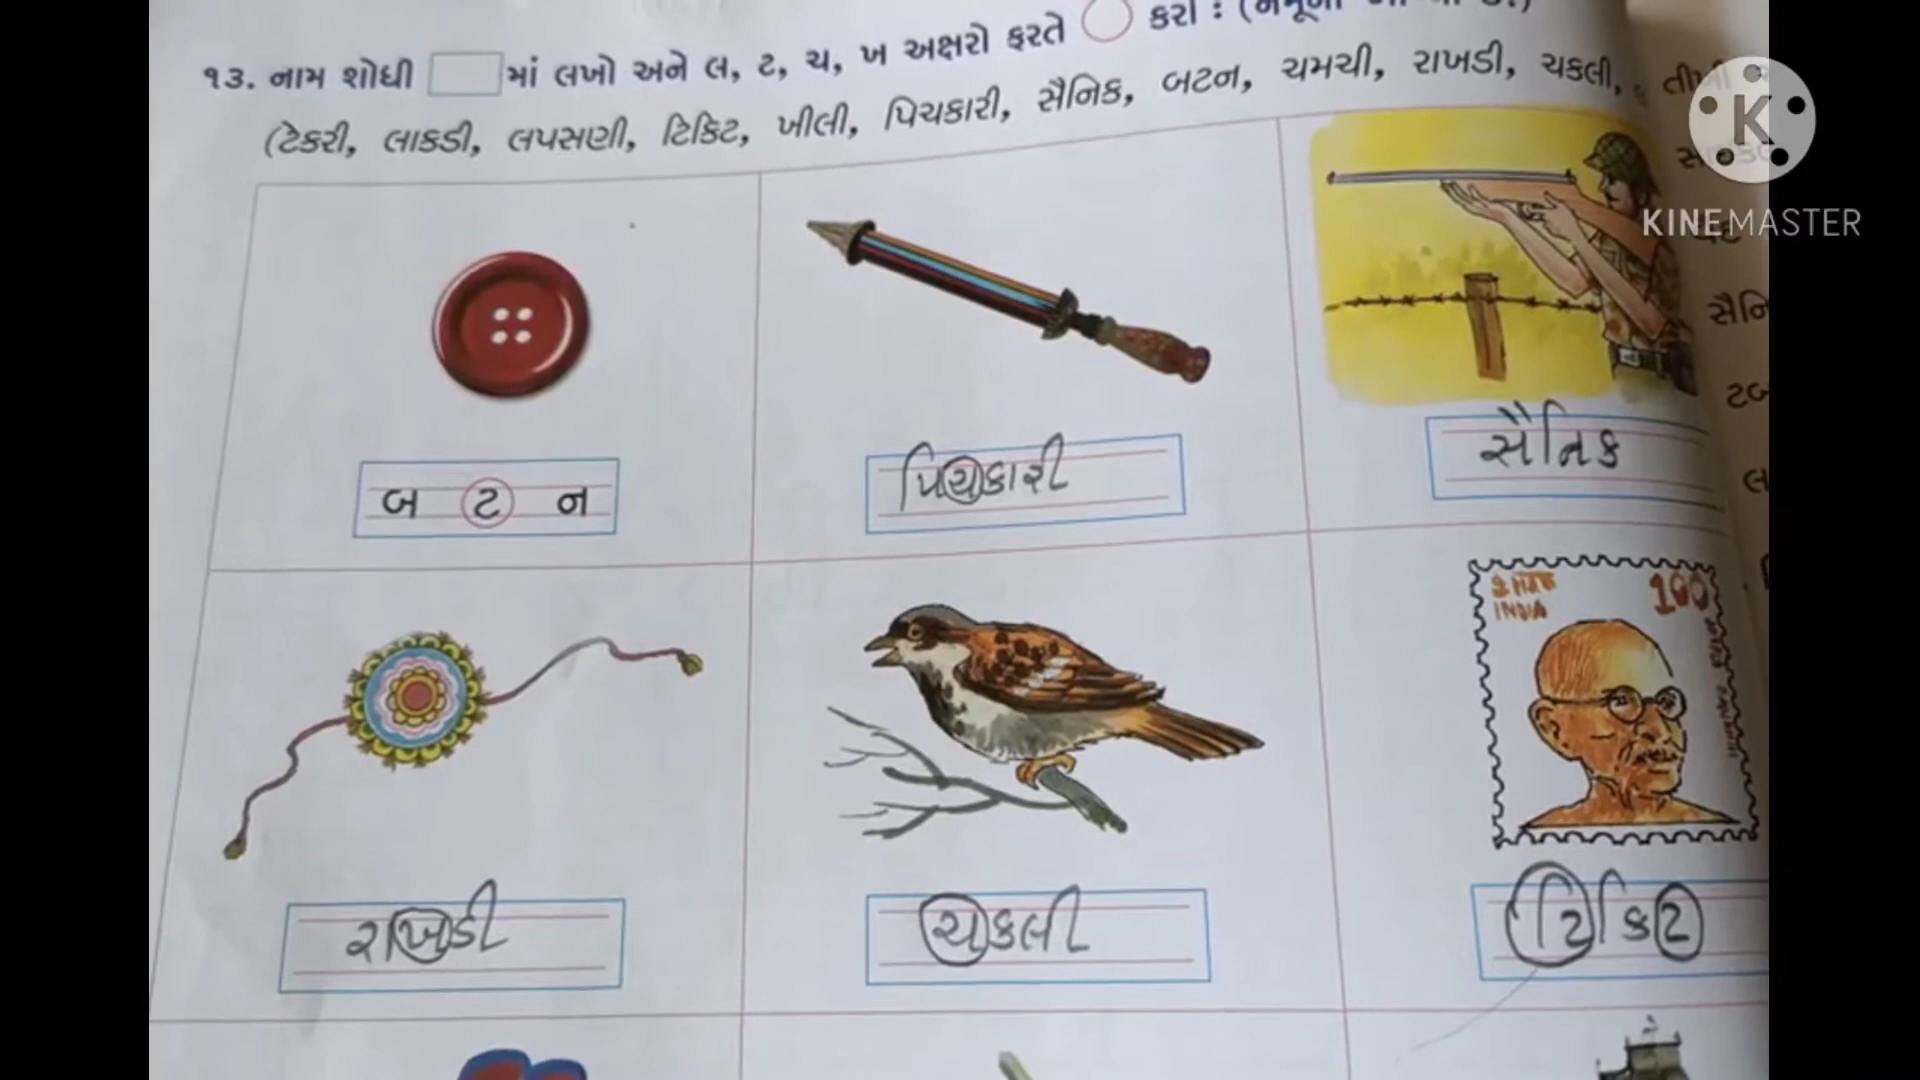 ૧૩. નામ શોધી માં લખો અને લ, ટ, ચ, ખ અક્ષરો ફરતે કરો : (
(ટેકરી, લાકડી, લપસણી, ટિકિટ, ખીલી, પિચકારી, સૈનિક, બટન, ચમચી, રાખડી, ચકલી,
KINEMASTER
સૈનિ
બ ટ ન
પિચકારી
સૈનિક
INDIA
100
રાખડી
ચકલી
ટિકિટ